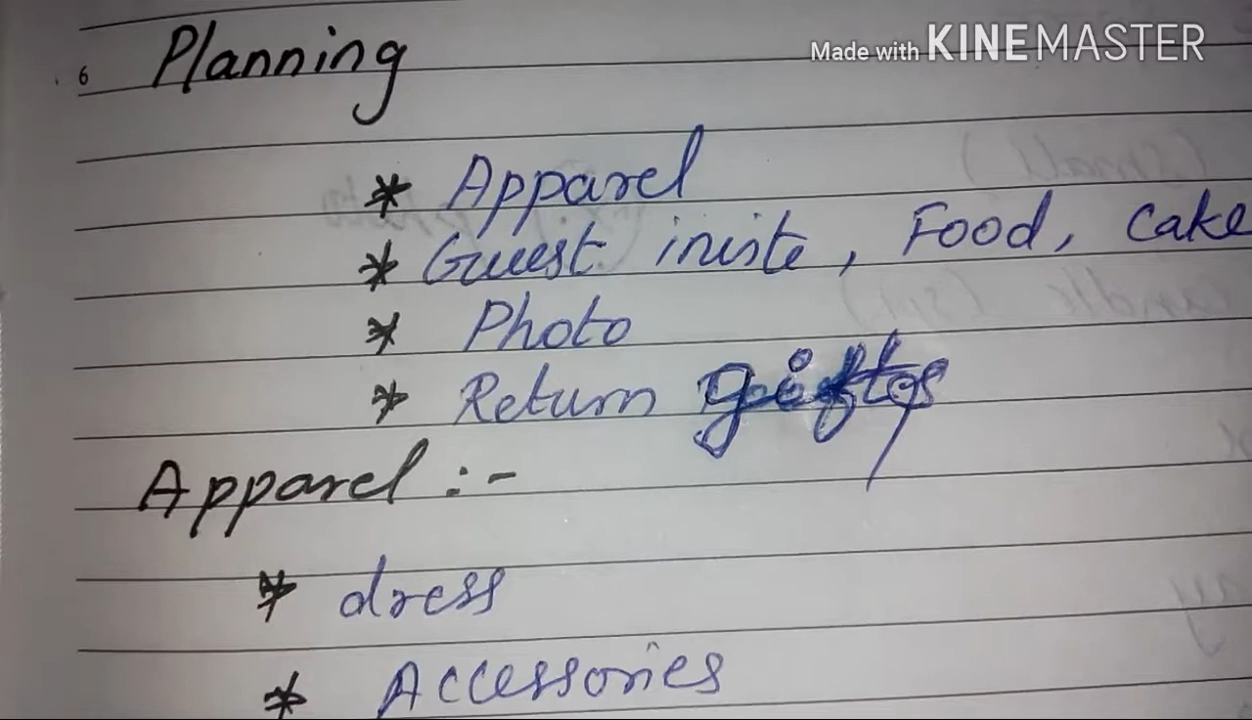 Made with KINEMASTER
6
Planning
* Apparel
* Guest invite, Food, Cake
* Photo
* Return gifts
Apparel :-
* dress
* Accessories